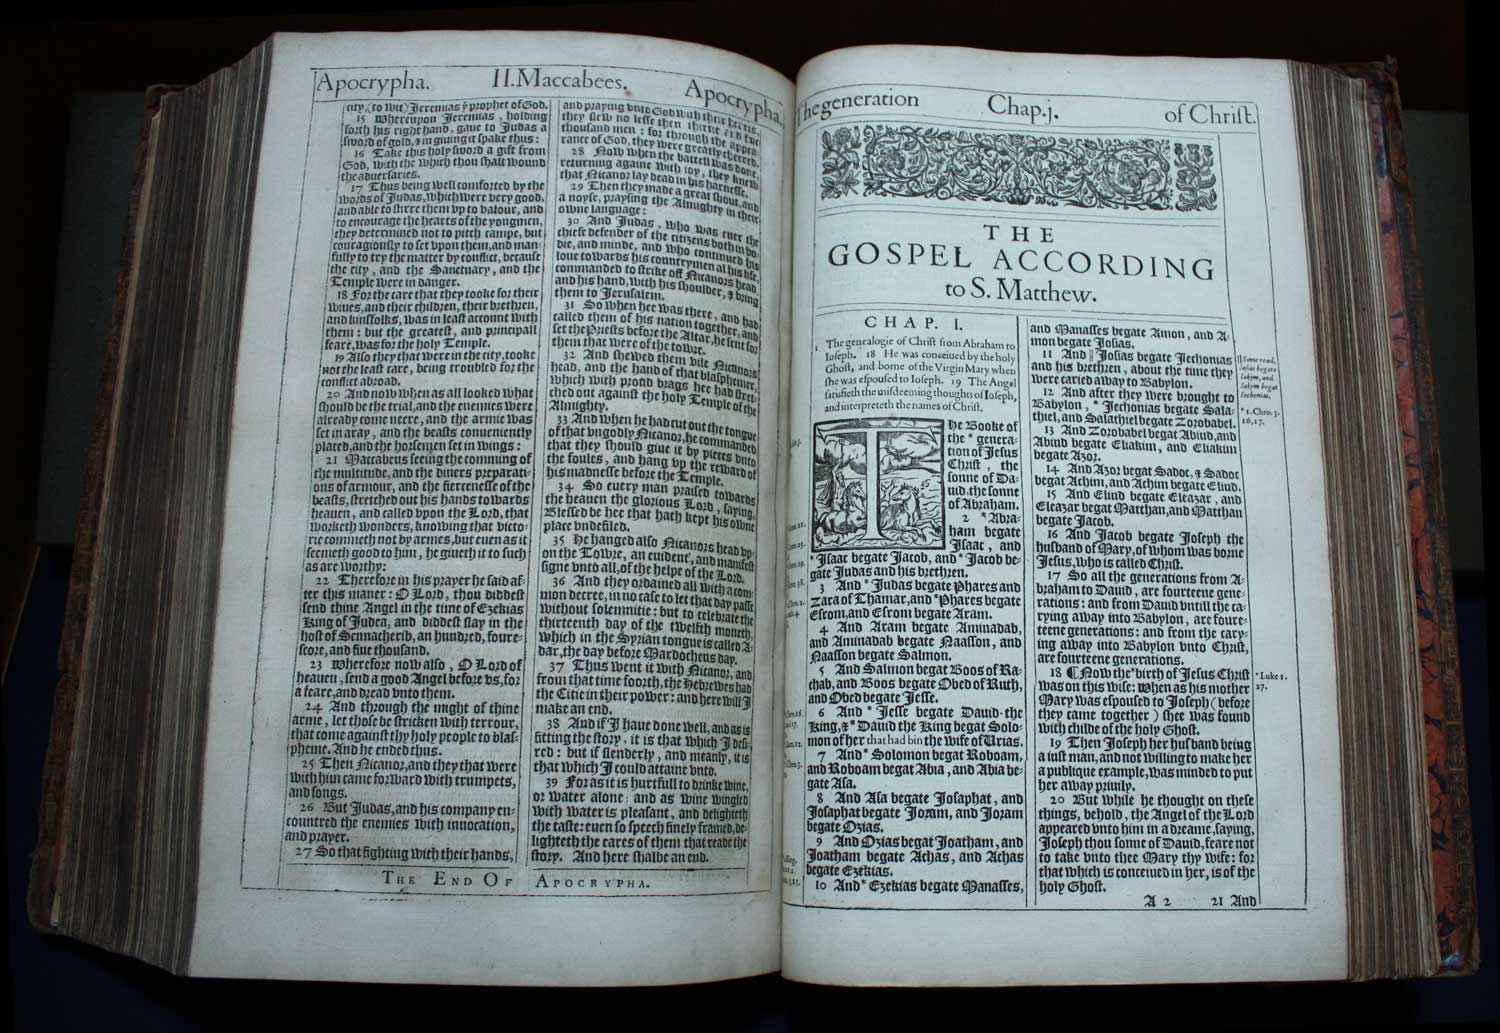 Apocrypha. II. Maccabees. Apocrypha.
city, (to wit) Jeremias yͤ prophet of God.
15 Whereupon Jeremias, holding
forth his right hand, gaue to Judas a
sword of gold, & in giuing it spake thus:
16 Take this holy sword a gift from
God, with the which thou shalt wound
the aduersaries.
17 Thus being well comforted by the
words of Judas, which were very good,
and able to stirre them vp to valour, and
to encourage the hearts of the yongmen,
they determined not to pitch campe, but
couragiously to set vpon them, and man-
fully to try the matter by conflict, because
the city, and the Sanctuary, and the
Temple were in danger.
18 For the care that they tooke for their
wiues, and their children, their brethren,
and kinsfolks, was in least account with
them: but the greatest, and principall
feare, was for the holy Temple.
19 Also they that were in the city, tooke
not the least care, being troubled for the
conflict abroad.
20 And now when as all looked what
should be the trial, and the enemies were
already come neere, and the armie was
set in aray, and the beasts conueniently
placed, and the horsemen set in wings:
21 Maccabeus seeing the comming of
the multitude, and the diuers preparati-
ons of armour, and the fiercenesse of the
beasts, stretched out his hands towards
heauen, and called vpon the Lord, that
worketh wonders, knowing that victo-
rie commeth not by armes, but euen as it
seemeth good to him, he giueth it to such
as are worthy:
22 Therefore in his prayer he said af-
ter this maner: O Lord, thou diddest
send thine Angel in the time of Ezekias
King of Judea, and diddest slay in the
host of Sennacherib, an hundred, foure-
score, and fiue thousand.
23 Wherefore now also, O Lord of
heauen, send a good Angel before vs, for
a feare, and dread vnto them.
24 And through the might of thine
arme, let those be stricken with terrour,
that come against thy holy people to blas-
pheme. And he ended thus.
25 Then Nicanor, and they that were
with him came forward with trumpets,
and songs.
26 But Judas, and his company en-
countred the enemies with inuocation,
and prayer.
27 So that fighting with their hands,
and praying vnto God with their hearts,
they slew no lesse then thirtie and fiue
thousand men: for through the appea-
rance of God, they were greatly cheered.
28 Now when the battell was done,
returning againe with ioy, they knew
that Nicanor lay dead in his harnesse.
29 Then they made a great shout, and
a noyse, praysing the Almighty in their
owne language:
30 And Judas, who was euer the
chiefe defender of the citizens both in bo-
die, and minde, and who continued his
loue towards his countrymen al his life,
commanded to strike off Nicanors head,
and his hand, with his shoulder, & bring
them to Jerusalem.
31 So when hee was there, and had
called them of his nation together, and
set the Priests before the Altar, he sent for
them that were of the towre.
32 And shewed them vile Nicanors
head, and the hand of that blasphemer,
which with proud brags hee had stret-
ched out against the holy Temple of the
Almighty.
33 And when he had cut out the tongue
of that vngodly Nicanor, he commanded
that they should giue it by pieces vnto
the foules, and hang vp the reward of
his madnesse before the Temple.
34 So euery man praised towards
the heauen the glorious Lord, saying,
Blessed be hee that hath kept his owne
place vndefiled.
35 He hanged also Nicanors head vp-
on the Towre, an euident, and manifest
signe vnto all, of the helpe of the Lord.
36 And they ordained all with a com-
mon decree, in no case to let that day passe
without solemnitie: but to celebrate the
thirteenth day of the twelfth moneth,
which in the Syrian tongue is called A-
dar, the day before Mardocheus day.
37 Thus went it with Nicanor, and
from that time foorth, the Hebrewes had
the Citie in their power: and here will I
make an end.
38 And if I haue done well, and as is
fitting the story, it is that which I desi-
red: but if slenderly, and meanly, it is
that which I could attaine vnto.
39 For as it is hurtfull to drinke wine,
or water alone; and as wine mingled
with water is pleasant, and delighteth
the taste: euen so speech finely framed, de-
lighteth the eares of them that reade the
story. And here shalbe an end.
THE END OF APOCRYPHA.
The generation Chap.j. of Christ.
THE
GOSPEL ACCORDING
to S. Matthew.
CHAP. I.
1 The genealogie of Christ from Abraham to
Ioseph. 18 He was conceiued by the holy
Ghost, and borne of the Virgin Mary when
she was espoused to Ioseph. 19 The Angel
satisfieth the misdeeming thoughts of Ioseph,
and interpreteth the names of Christ.
The Booke of
the * genera-
tion of Jesus
Christ, the
sonne of Da-
uid, the sonne
of Abraham.
2 * Abra-
ham begate
Isaac, and
* Isaac begate Jacob, and * Jacob be-
gate Judas and his brethren.
3 And * Judas begate Phares and
Zara of Thamar, and * Phares begate
Esrom, and Esrom begate Aram.
4 And Aram begate Aminadab,
and Aminadab begate Naasson, and
Naasson begate Salmon.
5 And Salmon begat Boos of Ra-
chab, and Boos begate Obed of Ruth,
and Obed begate Jesse.
6 And * Jesse begate Dauid the
King, & * Dauid the King begat Solo-
mon of her that had bin the wife of Urias.
7 And * Solomon begat Roboam,
and Roboam begat Abia, and Abia be-
gate Asa.
8 And Asa begate Josaphat, and
Josaphat begate Joram, and Joram
begate Ozias.
9 And Ozias begat Joatham, and
Joatham begate Achas, and Achas
begate Ezekias.
10 And * Ezekias begate Manasses,
and Manasses begate Amon, and A-
mon begate Josias.
11 And || Josias begate Jechonias
and his brethren, about the time they
were caried away to Babylon.
12 And after they were brought to
Babylon, * Jechonias begate Sala-
thiel, and Salathiel begate Zorobabel.
13 And Zorobabel begat Abiud, and
Abiud begate Eliakim, and Eliakim
begate Azor.
14 And Azor begat Sadoc, & Sadoc
begat Achim, and Achim begate Eliud.
15 And Eliud begate Eleazar, and
Eleazar begat Matthan, and Matthan
begate Jacob.
16 And Jacob begate Joseph the
husband of Mary, of whom was borne
Jesus, who is called Christ.
17 So all the generations from A-
braham to Dauid, are fourteene gene-
rations: and from Dauid vntill the ca-
rying away into Babylon, are foure-
teene generations: and from the cary-
ing away into Babylon vnto Christ,
are fourteene generations.
18 ¶ Now the * birth of Jesus Christ
was on this wise: When as his mother
Mary was espoused to Joseph (before
they came together) shee was found
with childe of the holy Ghost.
19 Then Joseph her husband being
a iust man, and not willing to make her
a publique example, was minded to put
her away priuily.
20 But while he thought on these
things, behold, the Angel of the Lord
appeared vnto him in a dreame, saying,
Joseph thou sonne of Dauid, feare not
to take vnto thee Mary thy wife: for
that which is conceiued in her, is of the
holy Ghost.
A 2 21 And
|| Some read,
Iosias begate
Iakim, and
Iakim begat
Iechonias.
* 1.Chro. 3.
16,17.
* Luke 1.
27.